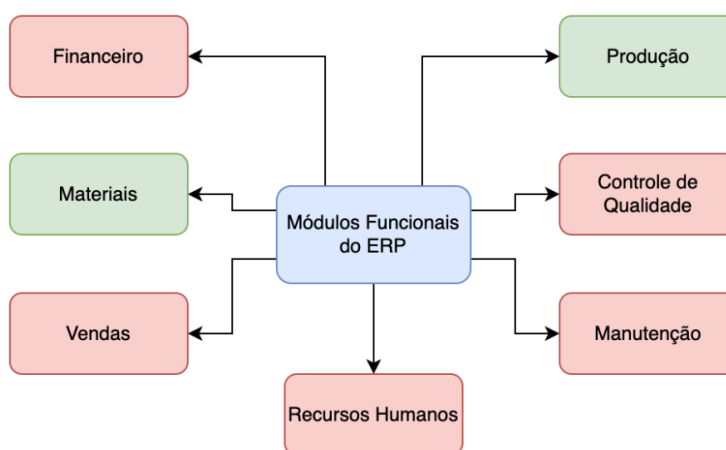 Financeiro
Produção
Materiais
Módulos Funcionais
do ERP
Controle de
Qualidade
Vendas
Manutenção
Recursos Humanos